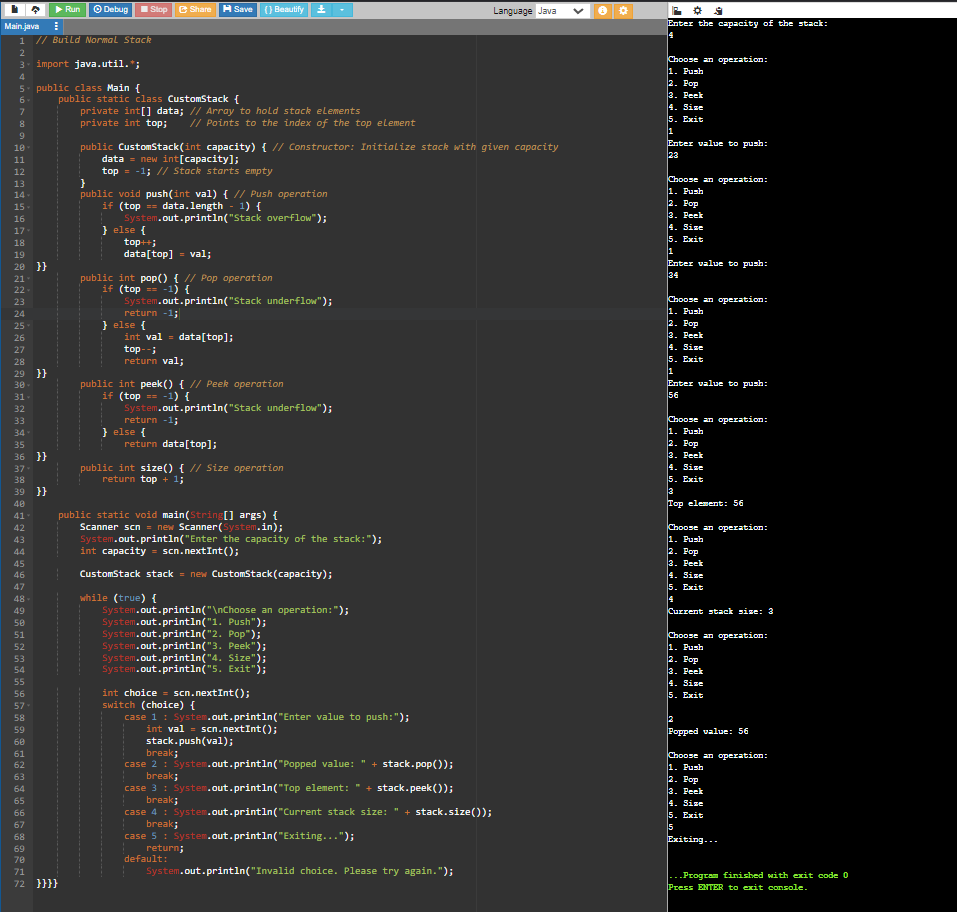 Run Debug Stop Share Save {} Beautify
Language Java
Main.java
1 // Build Normal Stack
2
3 import java.util.*;
4
5 public class Main {
6 public static class CustomStack {
7 private int[] data; // Array to hold stack elements
8 private int top; // Points to the index of the top element
9
10 public CustomStack(int capacity) { // Constructor: Initialize stack with given capacity
11 data = new int[capacity];
12 top = -1; // Stack starts empty
13 }
14 public void push(int val) { // Push operation
15 if (top == data.length - 1) {
16 System.out.println("Stack overflow");
17 } else {
18 top++;
19 data[top] = val;
20 }}
21 public int pop() { // Pop operation
22 if (top == -1) {
23 System.out.println("Stack underflow");
24 return -1;
25 } else {
26 int val = data[top];
27 top--;
28 return val;
29 }}
30 public int peek() { // Peek operation
31 if (top == -1) {
32 System.out.println("Stack underflow");
33 return -1;
34 } else {
35 return data[top];
36 }}
37 public int size() { // Size operation
38 return top + 1;
39 }}
40
41 public static void main(String[] args) {
42 Scanner scn = new Scanner(System.in);
43 System.out.println("Enter the capacity of the stack:");
44 int capacity = scn.nextInt();
45
46 CustomStack stack = new CustomStack(capacity);
47
48 while (true) {
49 System.out.println("\nChoose an operation:");
50 System.out.println("1. Push");
51 System.out.println("2. Pop");
52 System.out.println("3. Peek");
53 System.out.println("4. Size");
54 System.out.println("5. Exit");
55
56 int choice = scn.nextInt();
57 switch (choice) {
58 case 1 : System.out.println("Enter value to push:");
59 int val = scn.nextInt();
60 stack.push(val);
61 break;
62 case 2 : System.out.println("Popped value: " + stack.pop());
63 break;
64 case 3 : System.out.println("Top element: " + stack.peek());
65 break;
66 case 4 : System.out.println("Current stack size: " + stack.size());
67 break;
68 case 5 : System.out.println("Exiting...");
69 return;
70 default:
71 System.out.println("Invalid choice. Please try again.");
72 }}}}
Enter the capacity of the stack:
4
Choose an operation:
1. Push
2. Pop
3. Peek
4. Size
5. Exit
1
Enter value to push:
23
Choose an operation:
1. Push
2. Pop
3. Peek
4. Size
5. Exit
1
Enter value to push:
34
Choose an operation:
1. Push
2. Pop
3. Peek
4. Size
5. Exit
1
Enter value to push:
56
Choose an operation:
1. Push
2. Pop
3. Peek
4. Size
5. Exit
3
Top element: 56
Choose an operation:
1. Push
2. Pop
3. Peek
4. Size
5. Exit
4
Current stack size: 3
Choose an operation:
1. Push
2. Pop
3. Peek
4. Size
5. Exit
2
Popped value: 56
Choose an operation:
1. Push
2. Pop
3. Peek
4. Size
5. Exit
5
Exiting...
...Program finished with exit code 0
Press ENTER to exit console.